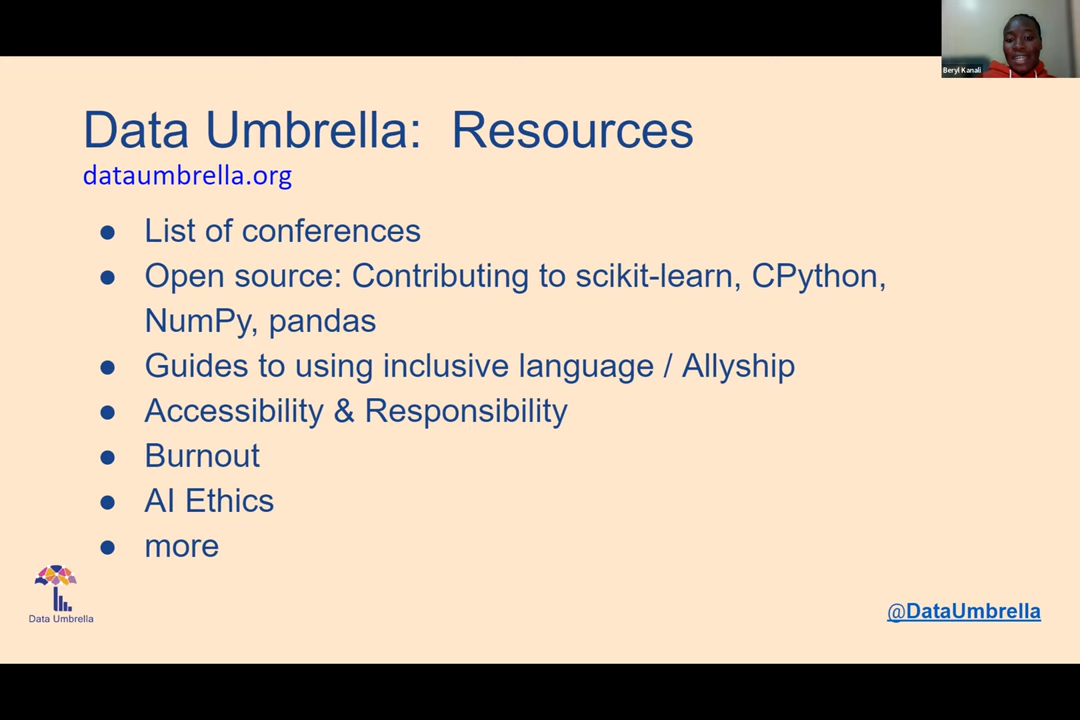 Beryl Kanali
Data Umbrella:  Resources
dataumbrella.org
● List of conferences
● Open source: Contributing to scikit-learn, CPython,
NumPy, pandas
● Guides to using inclusive language / Allyship
● Accessibility & Responsibility
● Burnout
● AI Ethics
● more
Data Umbrella
@DataUmbrella